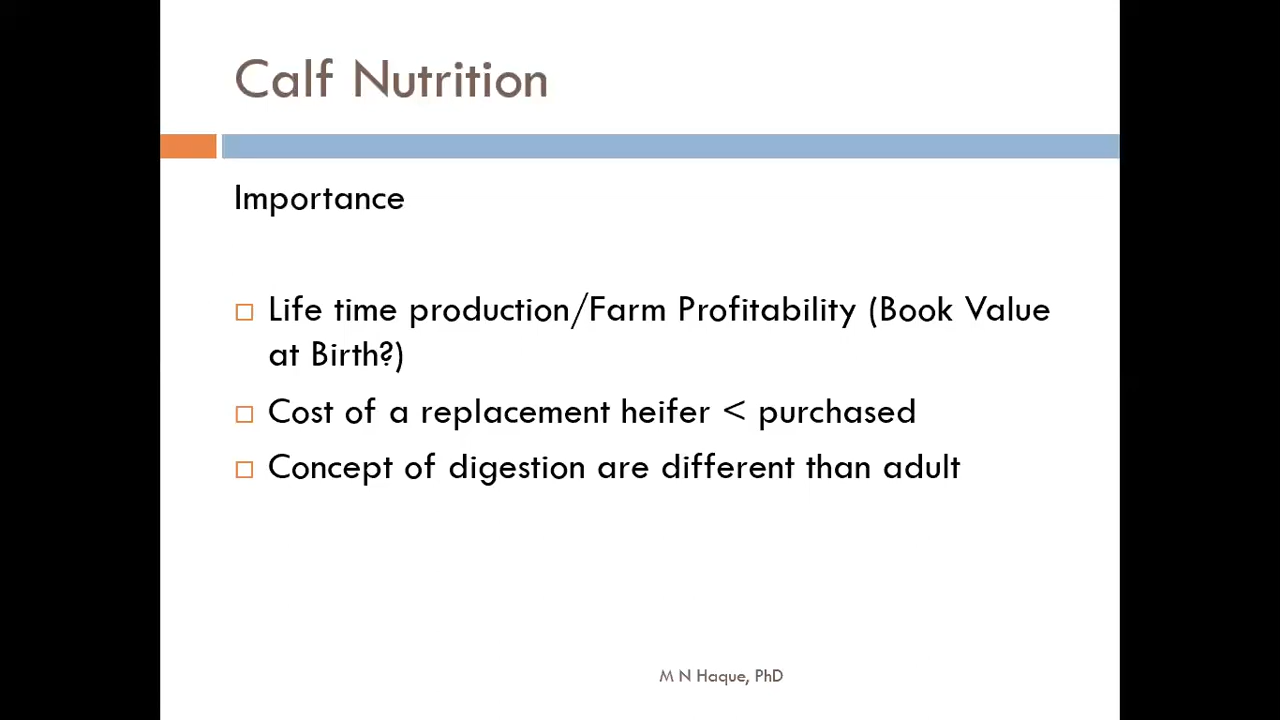 Calf Nutrition
Importance
Life time production/Farm Profitability (Book Value
at Birth?)
Cost of a replacement heifer < purchased
Concept of digestion are different than adult
M N Haque, PhD